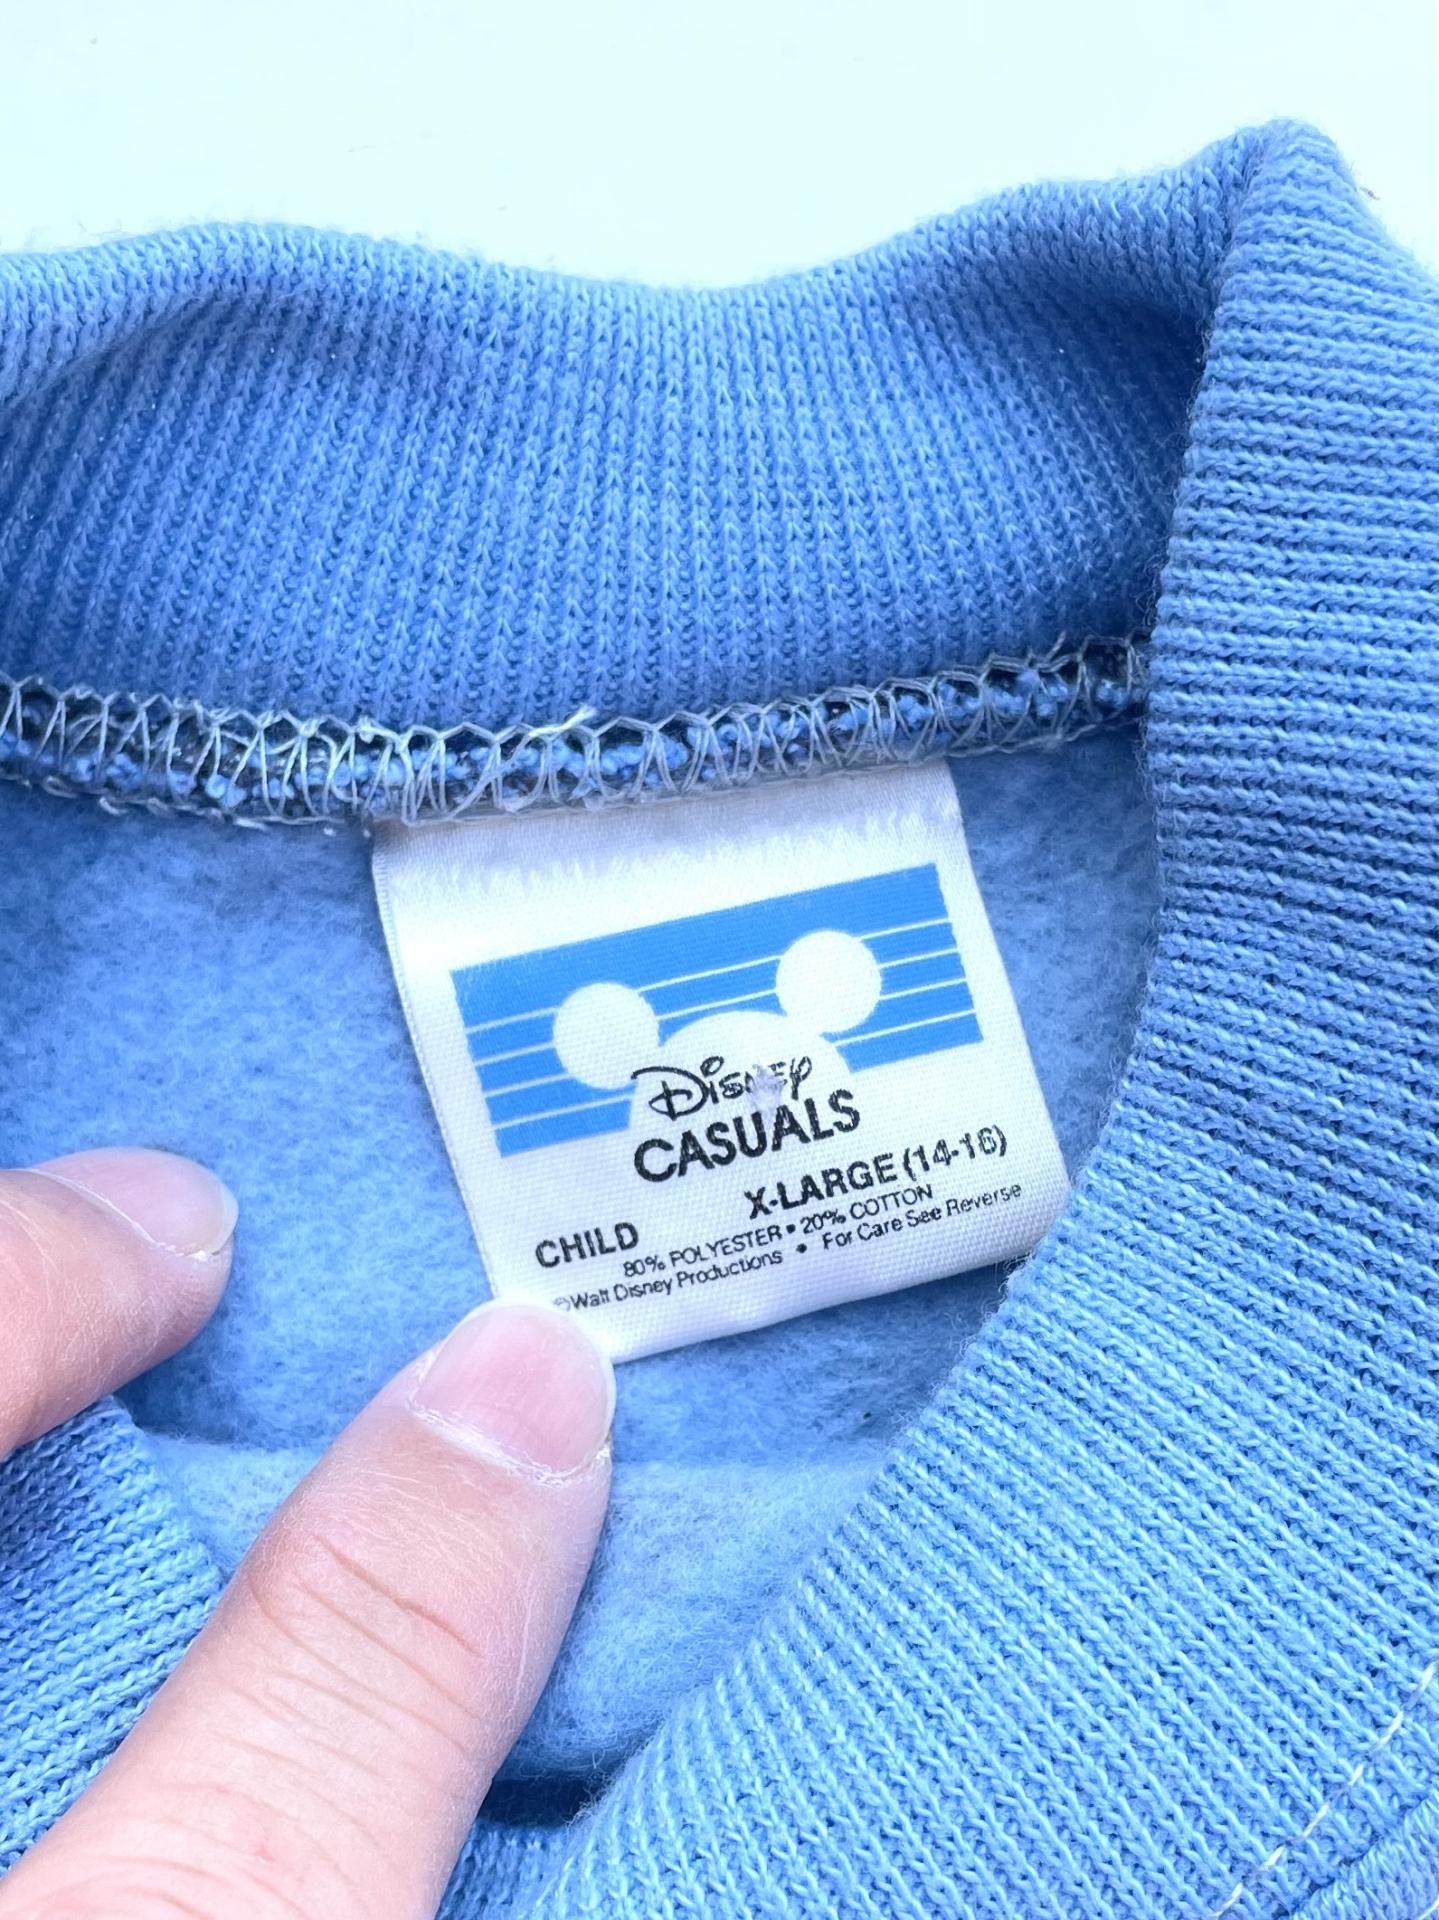 Disney
CASUALS
X-LARGE (14-16)
CHILD
80% POLYESTER • 20% COTTON
©Walt Disney Productions • For Care See Reverse